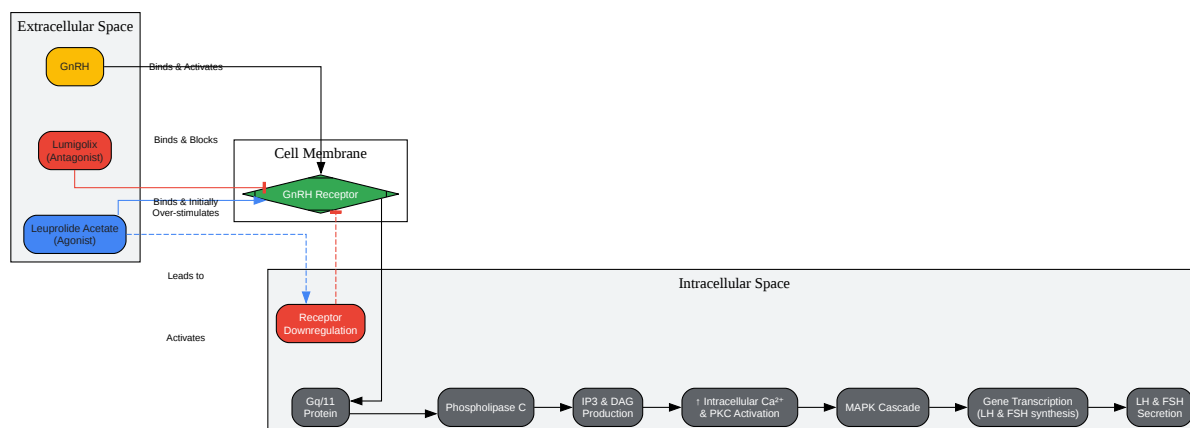 Extracellular Space
GnRH
Binds & Activates
Lumigolix
(Antagonist)
Binds & Blocks
Cell Membrane
GnRH Receptor
Binds & Initially
Over-stimulates
Leuprolide Acetate
(Agonist)
Leads to
Intracellular Space
Receptor
Downregulation
Activates
Gq/11
Protein
Phospholipase C
IP3 & DAG
Production
↑ Intracellular Ca²⁺
& PKC Activation
MAPK Cascade
Gene Transcription
(LH & FSH synthesis)
LH & FSH
Secretion